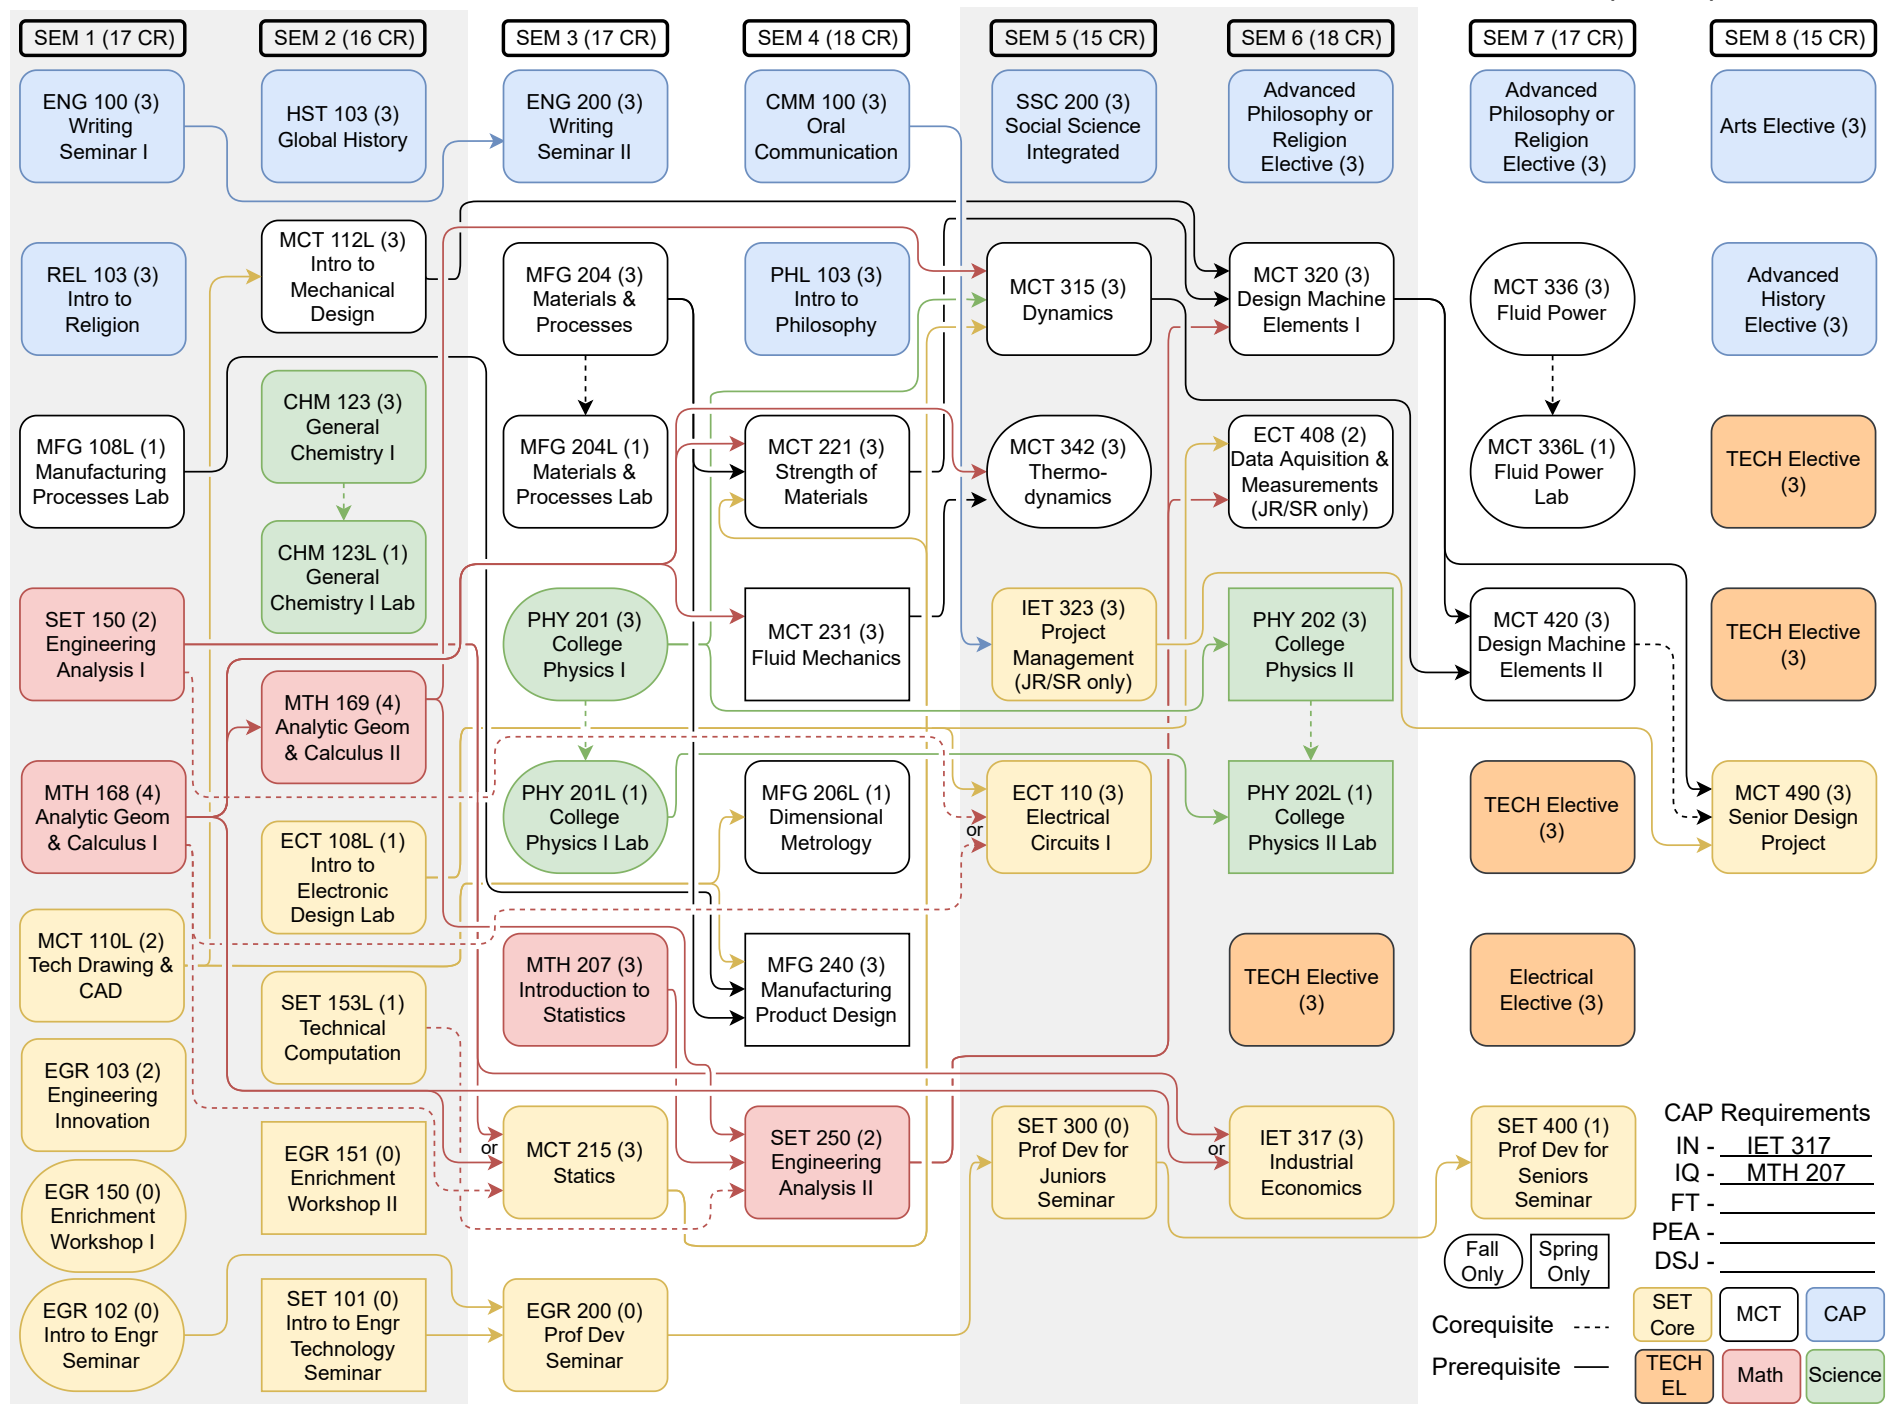 SEM 1 (17 CR)
SEM 2 (16 CR)
SEM 3 (17 CR)
SEM 4 (18 CR)
SEM 5 (15 CR)
SEM 6 (18 CR)
SEM 7 (17 CR)
SEM 8 (15 CR)
ENG 100 (3)
Writing
Seminar I
REL 103 (3)
Intro to
Religion
MFG 108L (1)
Manufacturing
Processes Lab
SET 150 (2)
Engineering
Analysis I
MTH 168 (4)
Analytic Geom
& Calculus I
MCT 110L (2)
Tech Drawing &
CAD
EGR 103 (2)
Engineering
Innovation
EGR 150 (0)
Enrichment
Workshop I
EGR 102 (0)
Intro to Engr
Seminar
HST 103 (3)
Global History
MCT 112L (3)
Intro to
Mechanical
Design
CHM 123 (3)
General
Chemistry I
CHM 123L (1)
General
Chemistry I Lab
MTH 169 (4)
Analytic Geom
& Calculus II
ECT 108L (1)
Intro to
Electronic
Design Lab
SET 153L (1)
Technical
Computation
EGR 151 (0)
Enrichment
Workshop II
SET 101 (0)
Intro to Engr
Technology
Seminar
ENG 200 (3)
Writing
Seminar II
MFG 204 (3)
Materials &
Processes
MFG 204L (1)
Materials &
Processes Lab
PHY 201 (3)
College
Physics I
PHY 201L (1)
College
Physics I Lab
MTH 207 (3)
Introduction to
Statistics
or
MCT 215 (3)
Statics
EGR 200 (0)
Prof Dev
Seminar
CMM 100 (3)
Oral
Communication
PHL 103 (3)
Intro to
Philosophy
MCT 221 (3)
Strength of
Materials
MCT 231 (3)
Fluid Mechanics
MFG 206L (1)
Dimensional
Metrology
MFG 240 (3)
Manufacturing
Product Design
SET 250 (2)
Engineering
Analysis II
SSC 200 (3)
Social Science
Integrated
MCT 315 (3)
Dynamics
MCT 342 (3)
Thermo-
dynamics
IET 323 (3)
Project
Management
(JR/SR only)
or
ECT 110 (3)
Electrical
Circuits I
SET 300 (0)
Prof Dev for
Juniors
Seminar
Advanced
Philosophy or
Religion
Elective (3)
MCT 320 (3)
Design Machine
Elements I
ECT 408 (2)
Data Aquisition &
Measurements
(JR/SR only)
PHY 202 (3)
College
Physics II
PHY 202L (1)
College
Physics II Lab
TECH Elective
(3)
or
IET 317 (3)
Industrial
Economics
Advanced
Philosophy or
Religion
Elective (3)
MCT 336 (3)
Fluid Power
MCT 336L (1)
Fluid Power
Lab
MCT 420 (3)
Design Machine
Elements II
TECH Elective
(3)
Electrical
Elective (3)
SET 400 (1)
Prof Dev for
Seniors
Seminar
Arts Elective (3)
Advanced
History
Elective (3)
TECH Elective
(3)
TECH Elective
(3)
MCT 490 (3)
Senior Design
Project
CAP Requirements
IN - IET 317
IQ - MTH 207
FT -
PEA -
DSJ -
Fall
Only
Spring
Only
Corequisite
Prerequisite
SET
Core
MCT
CAP
TECH
EL
Math
Science